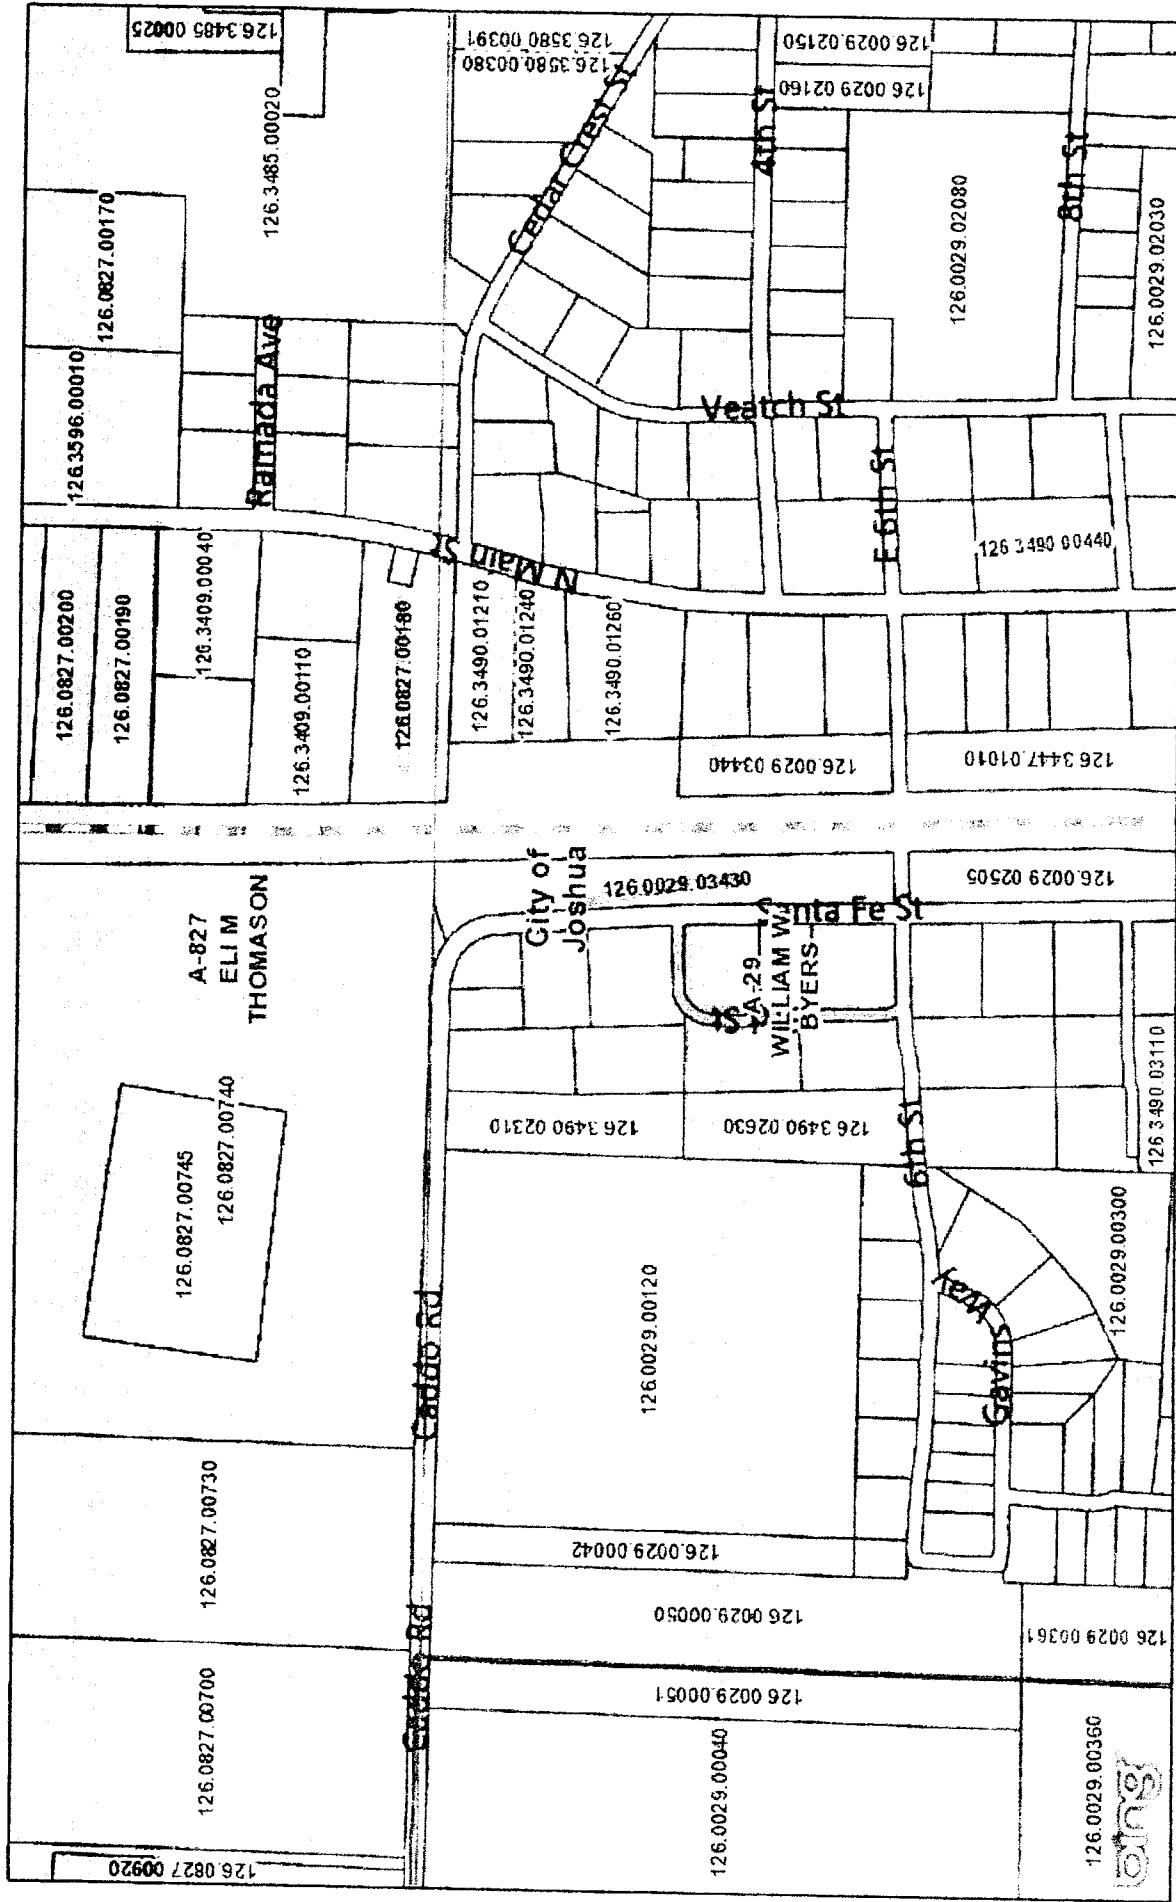 126.0827.00920
126.0827.00700
126.0827.00730
126.0827.00745
126.0827.00740
A-827
ELI M
THOMASON
126.0827.00200
126.0827.00190
126.3409.00040
126.3409.00110
126.0827.00180
126.3596.00010
126.0827.00170
Ramada Ave
126.3485.00020
126.3485 00025
Caddo Rd
Caddo Rd
City of
Joshua
N Main St
Cedar Crest St
126.3580.00380
126.3580 00391
126.0029.00040
126.0029.00051
126.0029.00050
126.0029.00042
126.0029.00120
126.3490 02310
126.3490 02630
A-29
WILLIAM W
BYERS
126.0029.03430
Santa Fe St
126.0029 02505
126.3490.01210
126.3490.01240
126.3490.01260
126.0029 03440
126.3447.01010
Veatch St
4th St
126 0029 02160
126.0029.02150
126.0029.02080
8th St
126.0029.02030
E 6th St
126 3490 00440
126.0029.00360
126 0029 00361
Gavins Way
6th St
126.0029.00300
126 3490 03110
bing